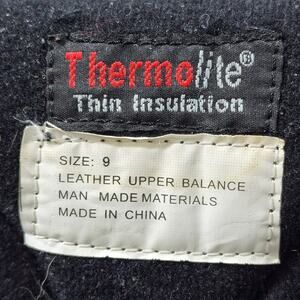 Thermolite®
Thin Insulation
SIZE: 9
LEATHER UPPER BALANCE
MAN MADE MATERIALS
MADE IN CHINA